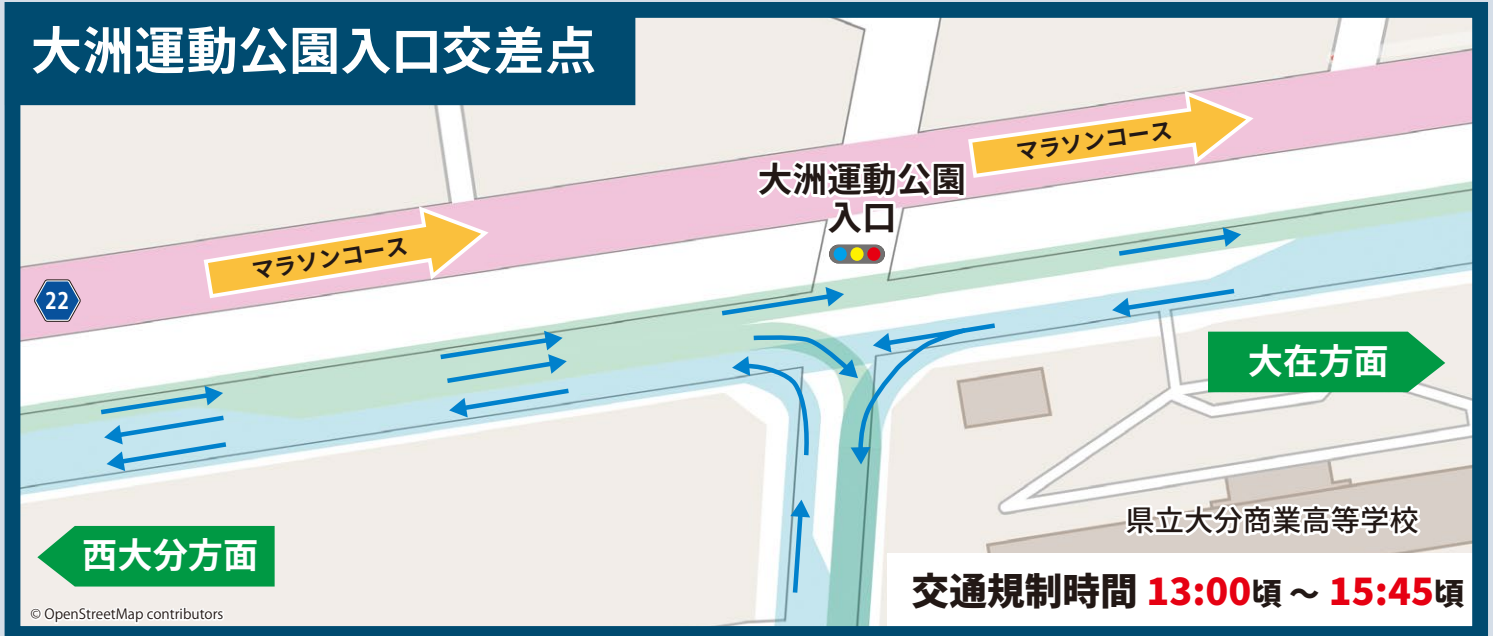 大洲運動公園入口交差点
マラソンコース
大洲運動公園
入口
マラソンコース
22
大在方面
県立大分商業高等学校
西大分方面
交通規制時間 13:00頃 ～ 15:45頃
© OpenStreetMap contributors